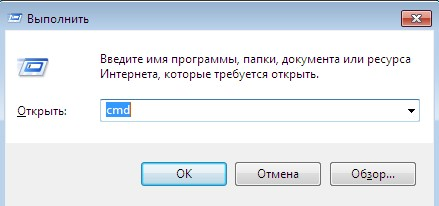 Выполнить
Введите имя программы, папки, документа или ресурса
Интернета, которые требуется открыть.
Открыть: cmd
OK Отмена Обзор...